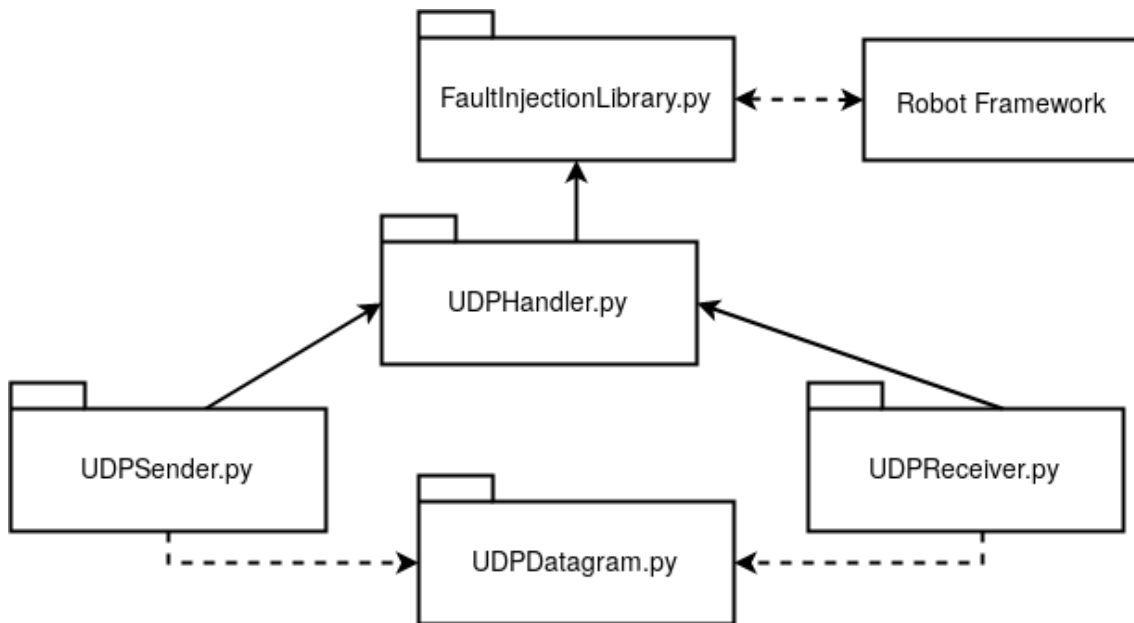 FaultInjectionLibrary.py
Robot Framework
UDPHandler.py
UDPSender.py
UDPReceiver.py
UDPDatagram.py